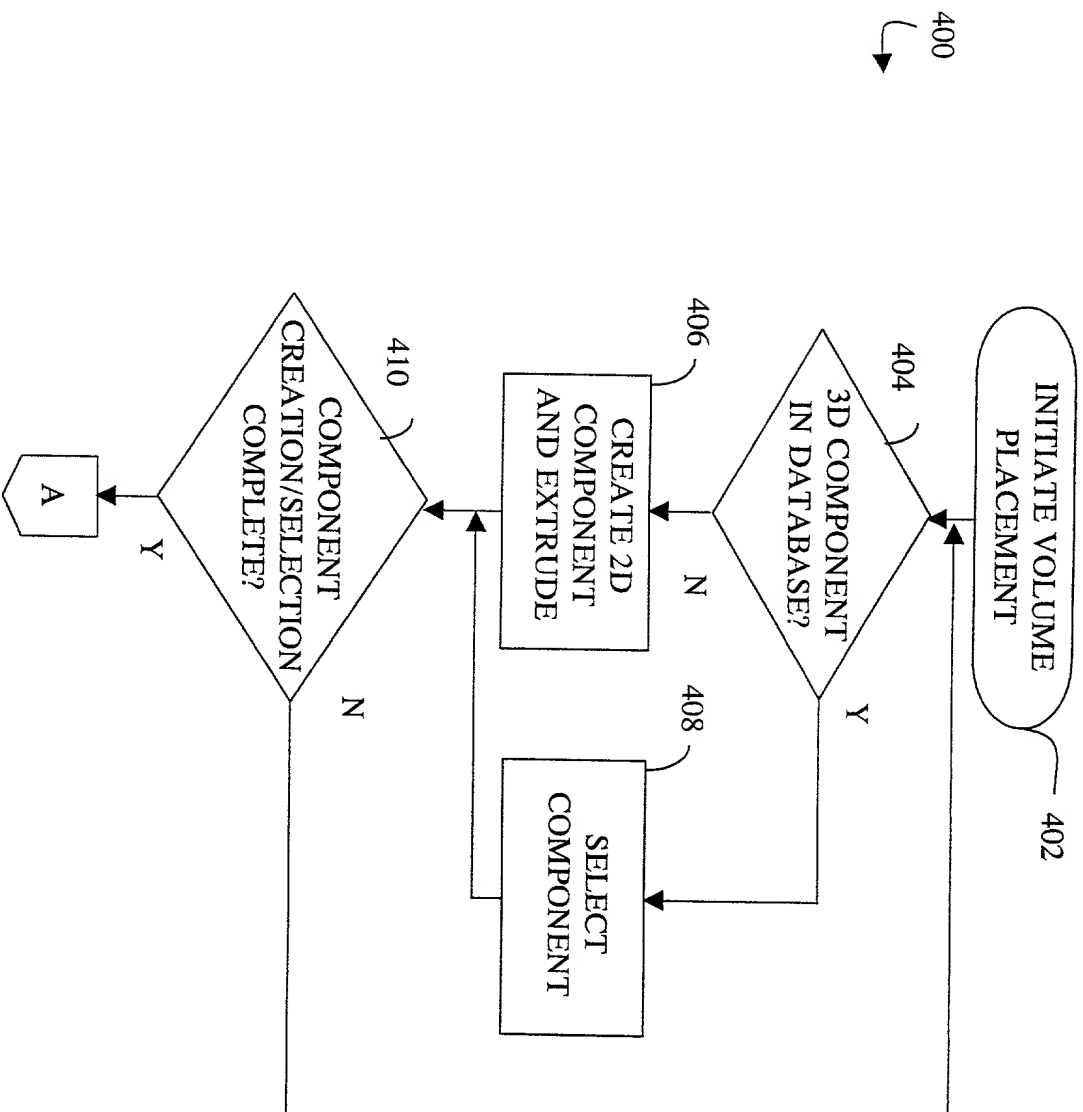 400
INITIATE VOLUME
PLACEMENT
402
404
3D COMPONENT
IN DATABASE?
Y
N
406
CREATE 2D
COMPONENT
AND EXTRUDE
408
SELECT
COMPONENT
410
COMPONENT
CREATION/SELECTION
COMPLETE?
N
Y
A